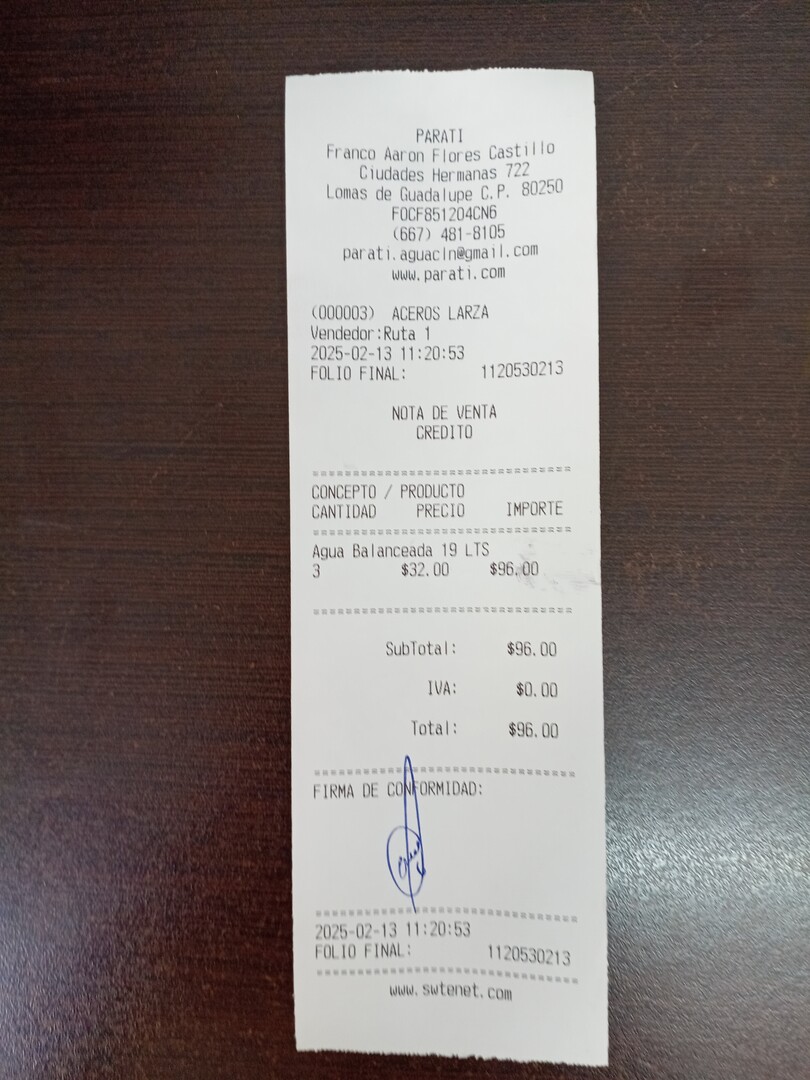 PARATI
Franco Aaron Flores Castillo
Ciudades Hermanas 722
Lomas de Guadalupe C.P. 80250
FOCF851204CN6
(667) 481-8105
parati.aguacln@gmail.com
www.parati.com
(000003) ACEROS LARZA
Vendedor:Ruta 1
2025-02-13 11:20:53
FOLIO FINAL: 1120530213
NOTA DE VENTA
CREDITO
================================
CONCEPTO / PRODUCTO
CANTIDAD PRECIO IMPORTE
================================
Agua Balanceada 19 LTS
3 $32.00 $96.00
================================
SubTotal: $96.00
IVA: $0.00
Total: $96.00
================================
FIRMA DE CONFORMIDAD:
================================
2025-02-13 11:20:53
FOLIO FINAL: 1120530213
================================
www.swtenet.com